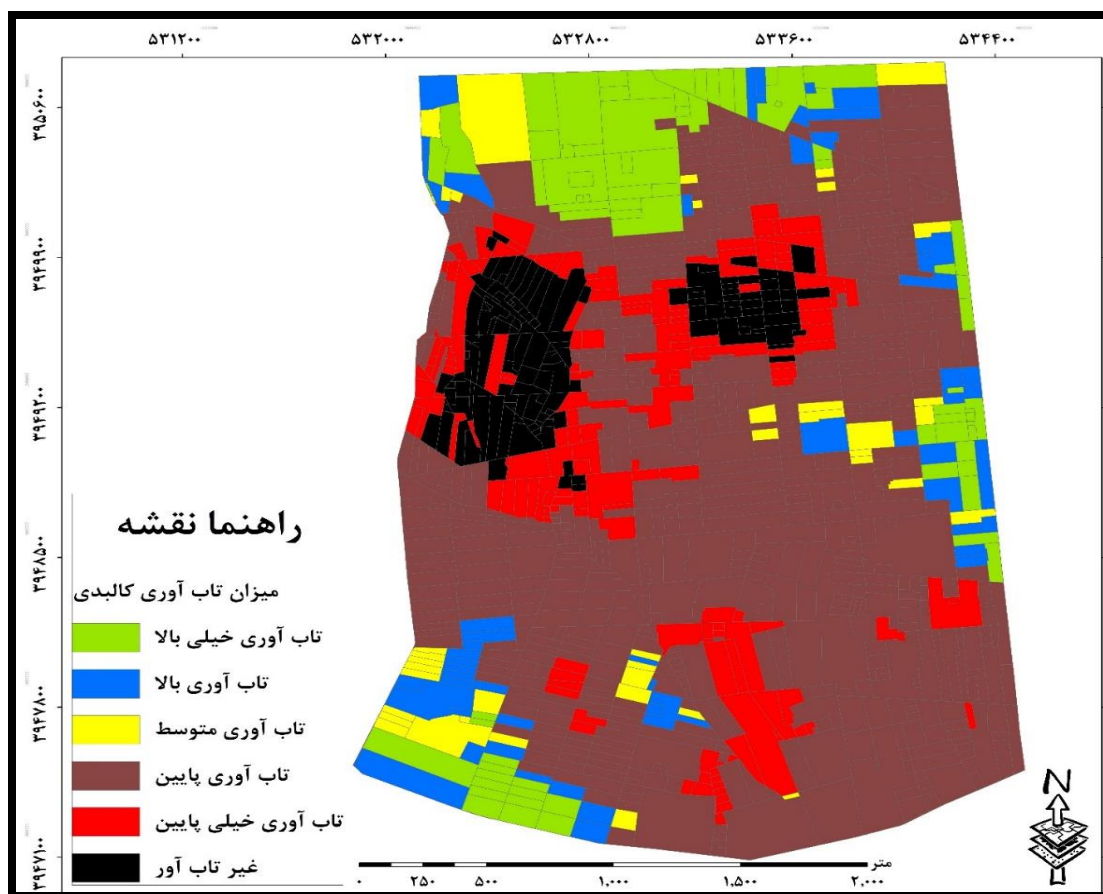 ۵۳۱۲۰۰ ۵۳۲۰۰۰ ۵۳۲۸۰۰ ۵۳۳۶۰۰ ۵۳۴۴۰۰
۳۹۵۰۶۰۰
۳۹۴۹۹۰۰
۳۹۴۹۲۰۰
۳۹۴۸۵۰۰
۳۹۴۷۸۰۰
۳۹۴۷۱۰۰
راهنما نقشه
میزان تاب آوری کالبدی
تاب آوری خیلی بالا
تاب آوری بالا
تاب آوری متوسط
تاب آوری پایین
تاب آوری خیلی پایین
غیر تاب آور
N
متر
۰ ۲۵۰ ۵۰۰ ۱,۰۰۰ ۱,۵۰۰ ۲,۰۰۰